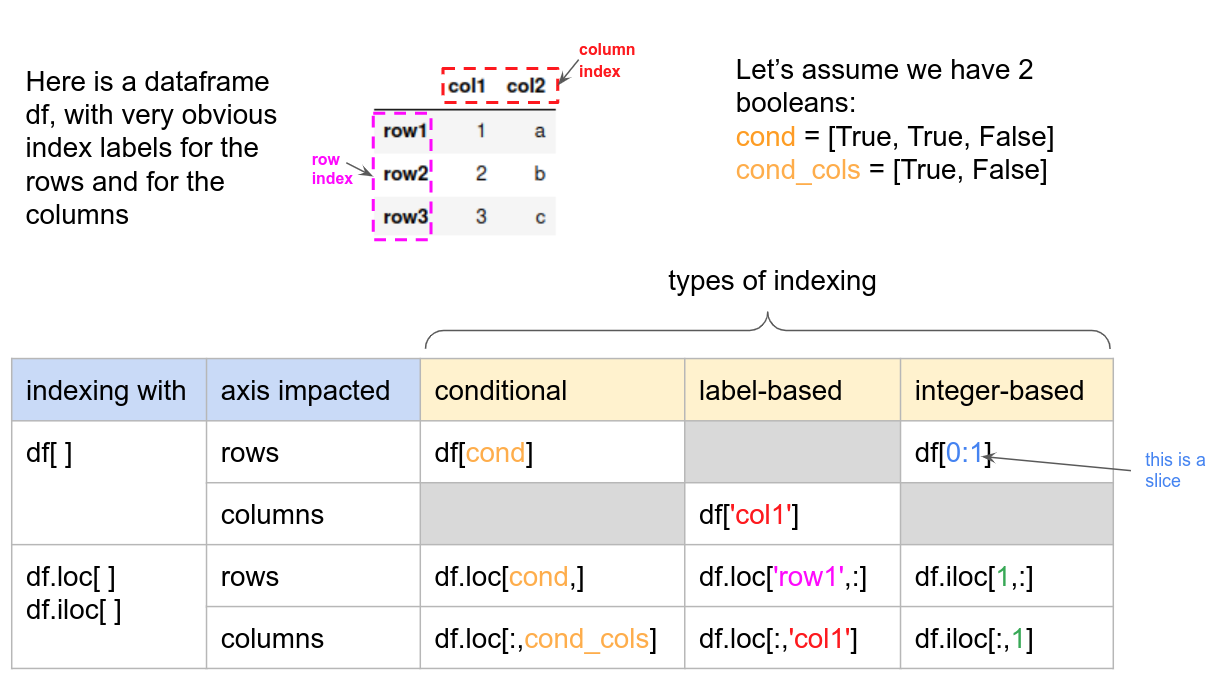 Here is a dataframe
df, with very obvious
index labels for the
rows and for the
columns
column
index
col1 col2
row1 1 a
row2 2 b
row3 3 c
row
index
Let’s assume we have 2
booleans:
cond = [True, True, False]
cond_cols = [True, False]
types of indexing
indexing with axis impacted conditional label-based integer-based
df[ ] rows df[cond] df[0:1]
this is a
slice
columns df['col1']
df.loc[ ] rows df.loc[cond,] df.loc['row1',:] df.iloc[1,:]
df.iloc[ ]
columns df.loc[:,cond_cols] df.loc[:,'col1'] df.iloc[:,1]